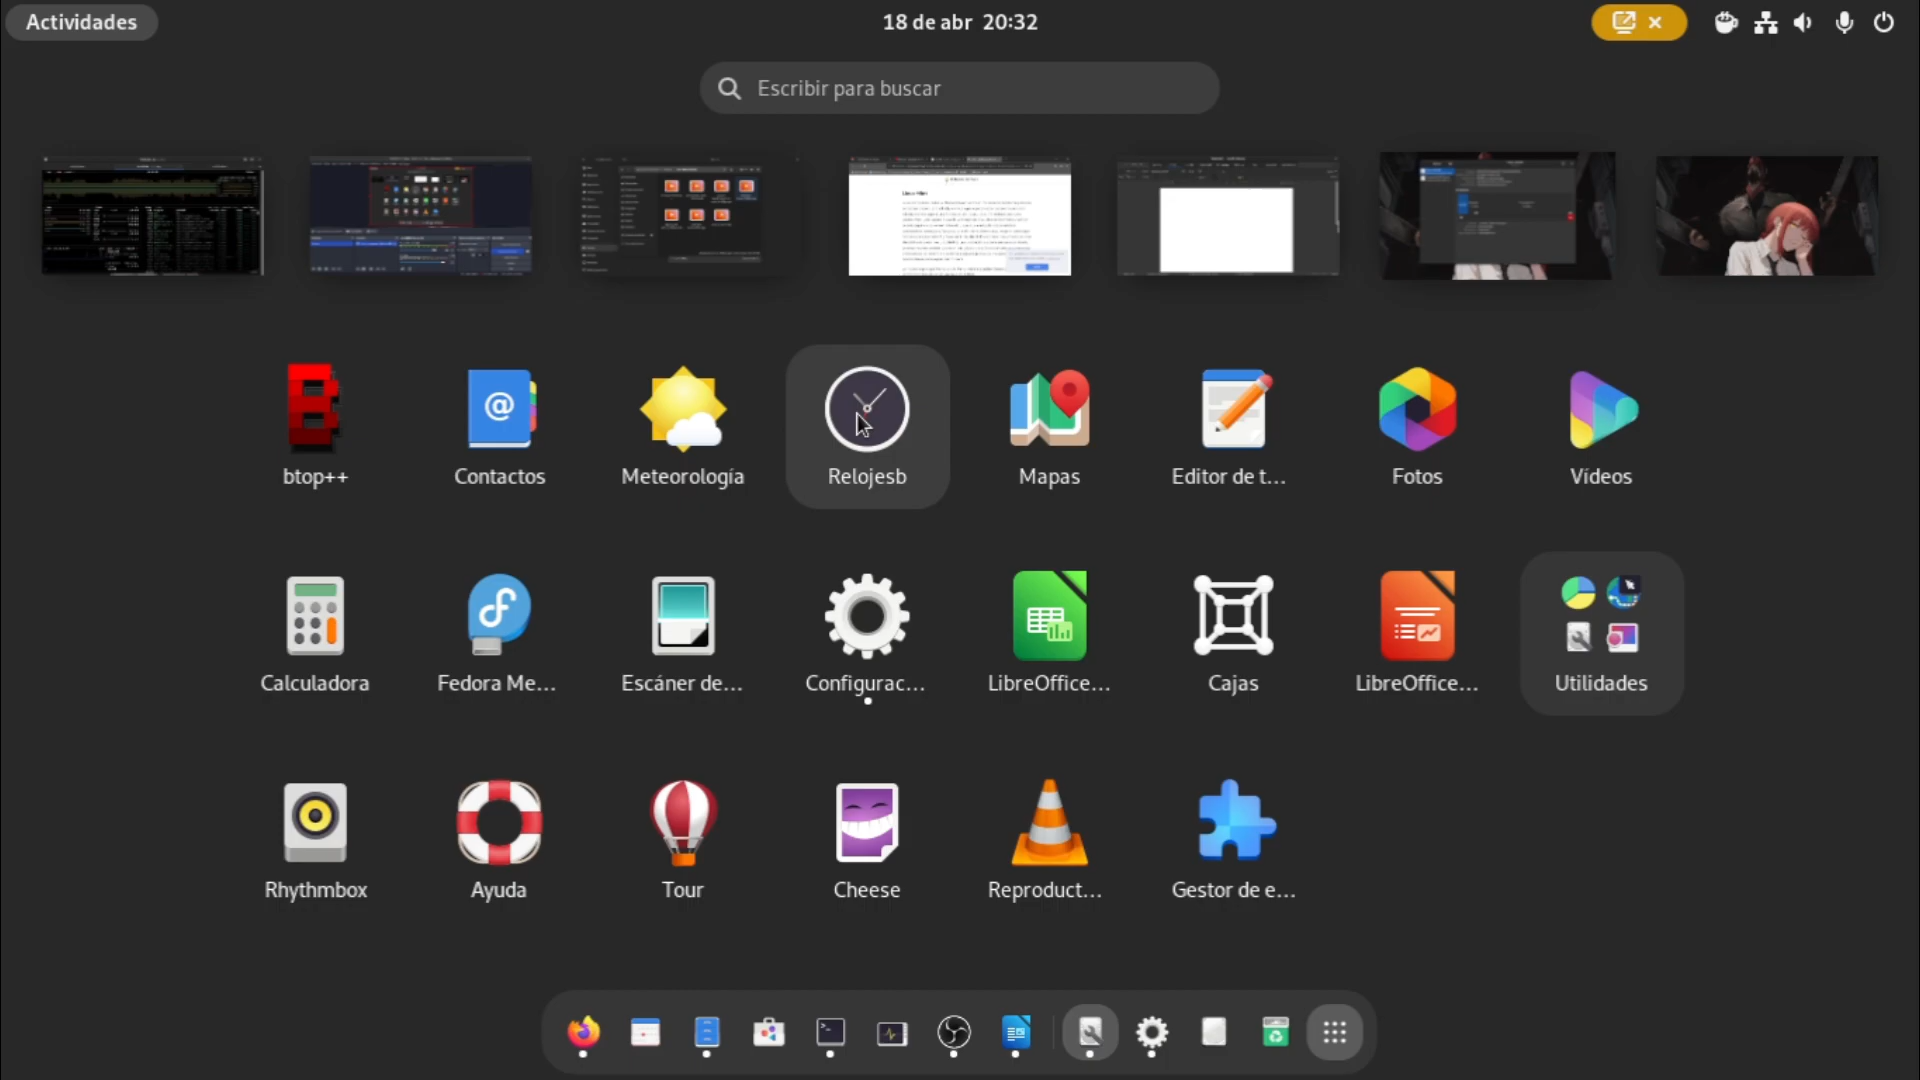 Actividades
18 de abr 20:32
Escribir para buscar
btop++
Contactos
Meteorología
Relojesb
Mapas
Editor de t...
Fotos
Vídeos
Calculadora
Fedora Me...
Escáner de...
Configurac...
LibreOffice...
Cajas
LibreOffice...
Utilidades
Rhythmbox
Ayuda
Tour
Cheese
Reproduct...
Gestor de e...